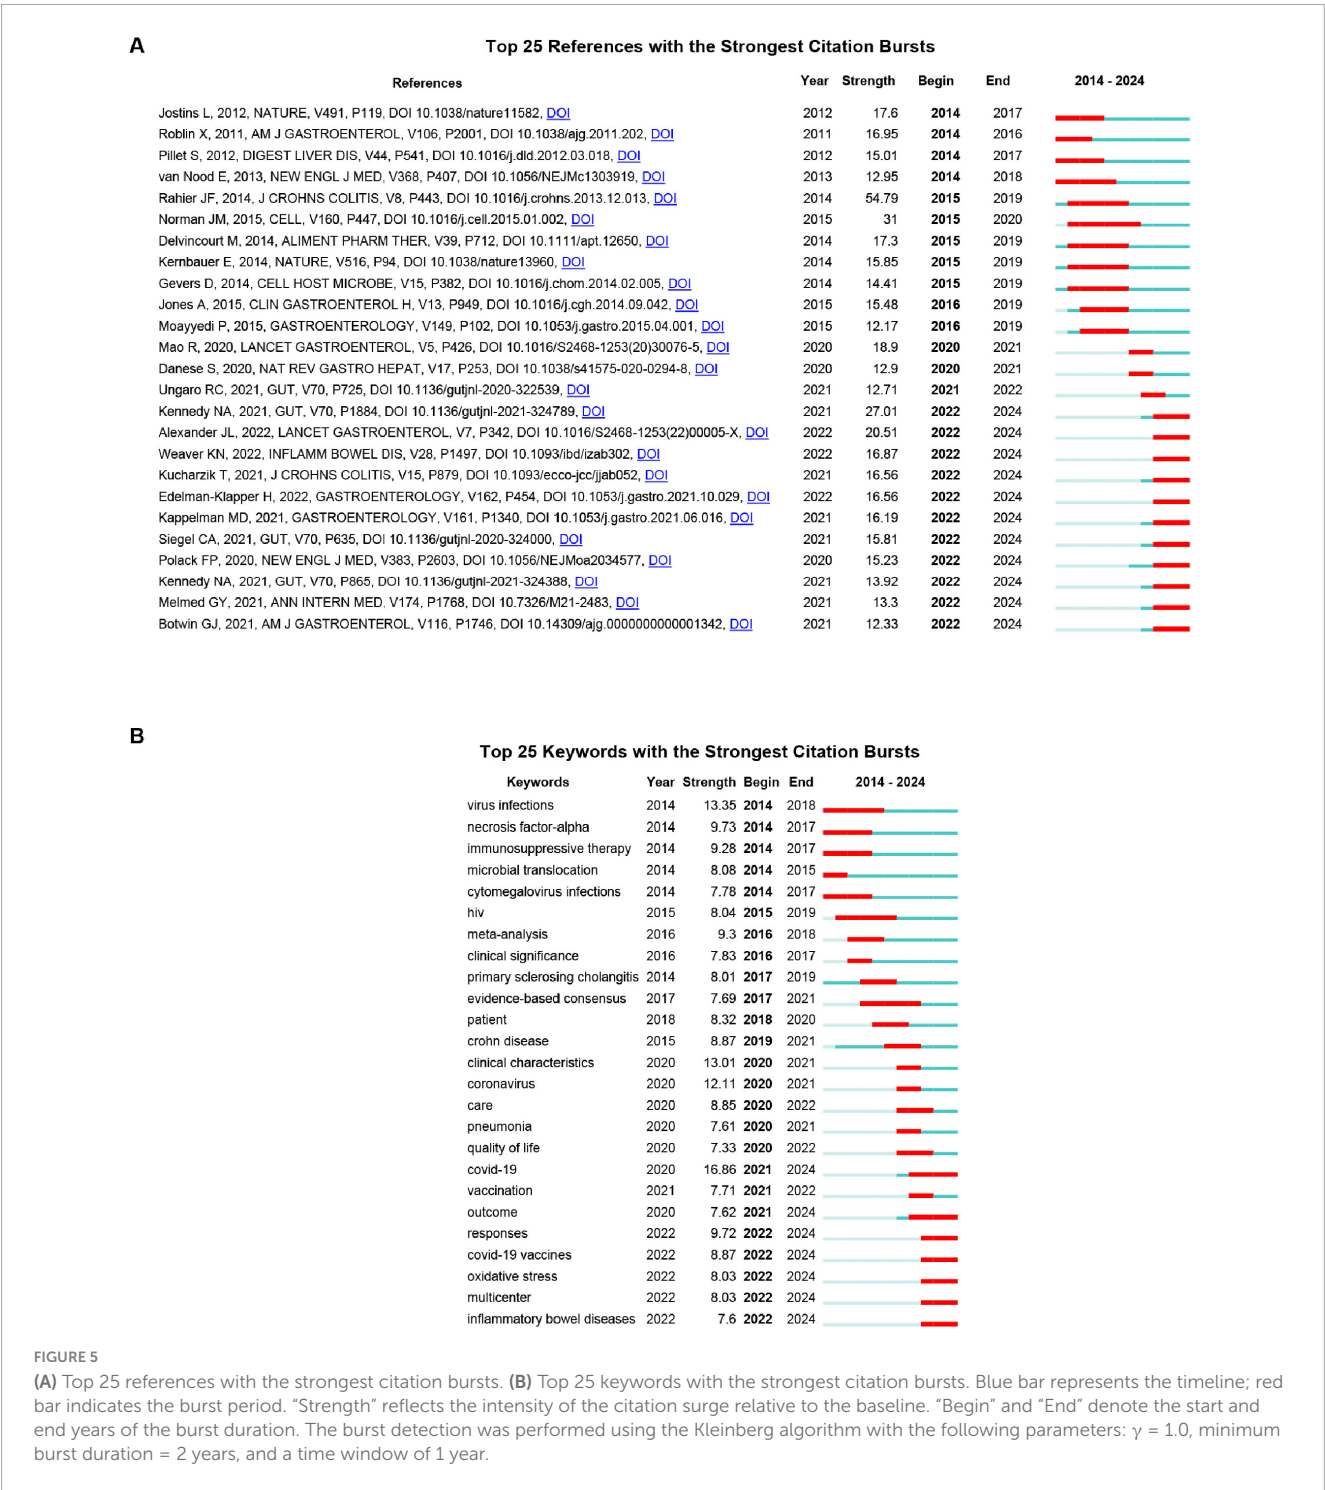 A
Top 25 References with the Strongest Citation Bursts
References Year Strength Begin End 2014 - 2024
Jostins L, 2012, NATURE, V491, P119, DOI 10.1038/nature11582, DOI 2012 17.6 2014 2017
Roblin X, 2011, AM J GASTROENTEROL, V106, P2001, DOI 10.1038/ajg.2011.202, DOI 2011 16.95 2014 2016
Pillet S, 2012, DIGEST LIVER DIS, V44, P541, DOI 10.1016/j.dld.2012.03.018, DOI 2012 15.01 2014 2017
van Nood E, 2013, NEW ENGL J MED, V368, P407, DOI 10.1056/NEJMc1303919, DOI 2013 12.95 2014 2018
Rahier JF, 2014, J CROHNS COLITIS, V8, P443, DOI 10.1016/j.crohns.2013.12.013, DOI 2014 54.79 2015 2019
Norman JM, 2015, CELL, V160, P447, DOI 10.1016/j.cell.2015.01.002, DOI 2015 31 2015 2020
Delvincourt M, 2014, ALIMENT PHARM THER, V39, P712, DOI 10.1111/apt.12650, DOI 2014 17.3 2015 2019
Kernbauer E, 2014, NATURE, V516, P94, DOI 10.1038/nature13960, DOI 2014 15.85 2015 2019
Gevers D, 2014, CELL HOST MICROBE, V15, P382, DOI 10.1016/j.chom.2014.02.005, DOI 2014 14.41 2015 2019
Jones A, 2015, CLIN GASTROENTEROL H, V13, P949, DOI 10.1016/j.cgh.2014.09.042, DOI 2015 15.48 2016 2019
Moayyedi P, 2015, GASTROENTEROLOGY, V149, P102, DOI 10.1053/j.gastro.2015.04.001, DOI 2015 12.17 2016 2019
Mao R, 2020, LANCET GASTROENTEROL, V5, P426, DOI 10.1016/S2468-1253(20)30076-5, DOI 2020 18.9 2020 2021
Danese S, 2020, NAT REV GASTRO HEPAT, V17, P253, DOI 10.1038/s41575-020-0294-8, DOI 2020 12.9 2020 2021
Ungaro RC, 2021, GUT, V70, P725, DOI 10.1136/gutjnl-2020-322539, DOI 2021 12.71 2021 2022
Kennedy NA, 2021, GUT, V70, P1884, DOI 10.1136/gutjnl-2021-324789, DOI 2021 27.01 2022 2024
Alexander JL, 2022, LANCET GASTROENTEROL, V7, P342, DOI 10.1016/S2468-1253(22)00005-X, DOI 2022 20.51 2022 2024
Weaver KN, 2022, INFLAMM BOWEL DIS, V28, P1497, DOI 10.1093/ibd/izab302, DOI 2022 16.87 2022 2024
Kucharzik T, 2021, J CROHNS COLITIS, V15, P879, DOI 10.1093/ecco-jcc/jjab052, DOI 2021 16.56 2022 2024
Edelman-Klapper H, 2022, GASTROENTEROLOGY, V162, P454, DOI 10.1053/j.gastro.2021.10.029, DOI 2022 16.56 2022 2024
Kappelman MD, 2021, GASTROENTEROLOGY, V161, P1340, DOI 10.1053/j.gastro.2021.06.016, DOI 2021 16.19 2022 2024
Siegel CA, 2021, GUT, V70, P635, DOI 10.1136/gutjnl-2020-324000, DOI 2021 15.81 2022 2024
Polack FP, 2020, NEW ENGL J MED, V383, P2603, DOI 10.1056/NEJMoa2034577, DOI 2020 15.23 2022 2024
Kennedy NA, 2021, GUT, V70, P865, DOI 10.1136/gutjnl-2021-324388, DOI 2021 13.92 2022 2024
Melmed GY, 2021, ANN INTERN MED, V174, P1768, DOI 10.7326/M21-2483, DOI 2021 13.3 2022 2024
Botwin GJ, 2021, AM J GASTROENTEROL, V116, P1746, DOI 10.14309/ajg.0000000000001342, DOI 2021 12.33 2022 2024
B
Top 25 Keywords with the Strongest Citation Bursts
Keywords Year Strength Begin End 2014 - 2024
virus infections 2014 13.35 2014 2018
necrosis factor-alpha 2014 9.73 2014 2017
immunosuppressive therapy 2014 9.28 2014 2017
microbial translocation 2014 8.08 2014 2015
cytomegalovirus infections 2014 7.78 2014 2017
hiv 2015 8.04 2015 2019
meta-analysis 2016 9.3 2016 2018
clinical significance 2016 7.83 2016 2017
primary sclerosing cholangitis 2014 8.01 2017 2019
evidence-based consensus 2017 7.69 2017 2021
patient 2018 8.32 2018 2020
crohn disease 2015 8.87 2019 2021
clinical characteristics 2020 13.01 2020 2021
coronavirus 2020 12.11 2020 2021
care 2020 8.85 2020 2022
pneumonia 2020 7.61 2020 2021
quality of life 2020 7.33 2020 2022
covid-19 2020 16.86 2021 2024
vaccination 2021 7.71 2021 2022
outcome 2020 7.62 2021 2024
responses 2022 9.72 2022 2024
covid-19 vaccines 2022 8.87 2022 2024
oxidative stress 2022 8.03 2022 2024
multicenter 2022 8.03 2022 2024
inflammatory bowel diseases 2022 7.6 2022 2024
FIGURE 5
(A) Top 25 references with the strongest citation bursts. (B) Top 25 keywords with the strongest citation bursts. Blue bar represents the timeline; red
bar indicates the burst period. “Strength” reflects the intensity of the citation surge relative to the baseline. “Begin” and “End” denote the start and
end years of the burst duration. The burst detection was performed using the Kleinberg algorithm with the following parameters: γ = 1.0, minimum
burst duration = 2 years, and a time window of 1 year.